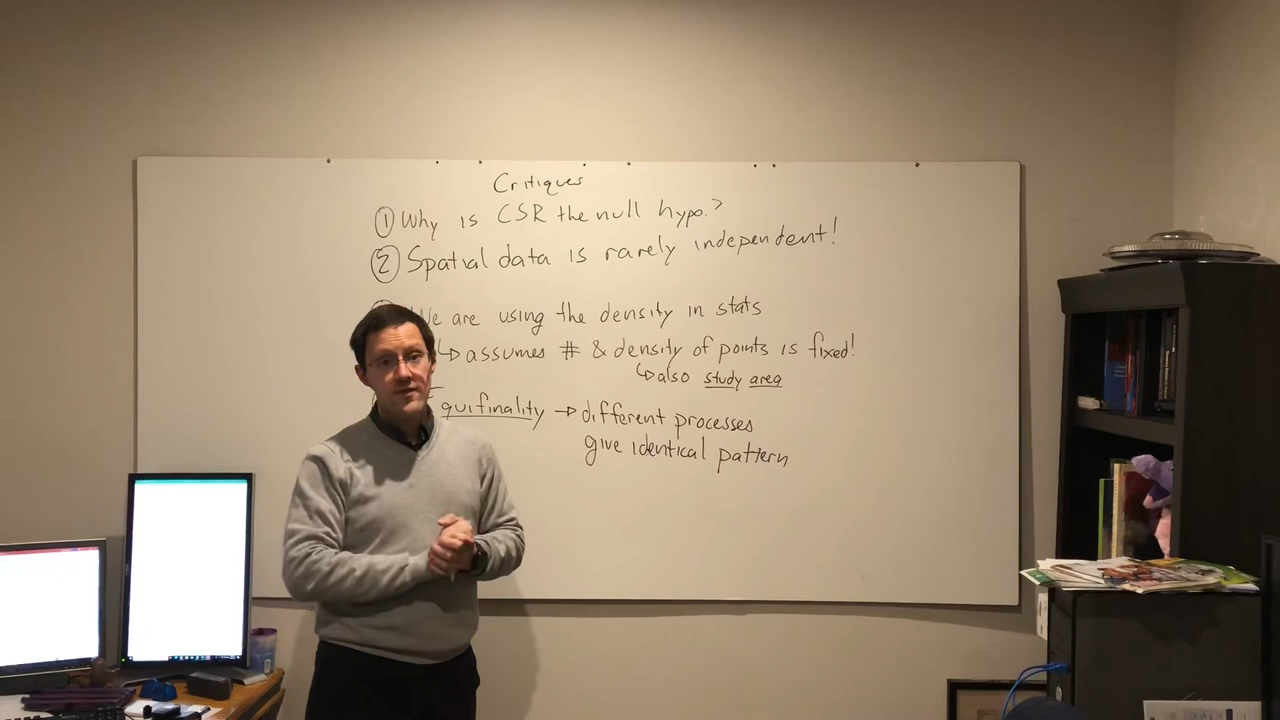 Critiques
① Why is CSR the null hypo.?
② Spatial data is rarely independent!
We are using the density in stats
↳ assumes # & density of points is fixed!
↳ also study area
Equifinality → different processes
give identical pattern